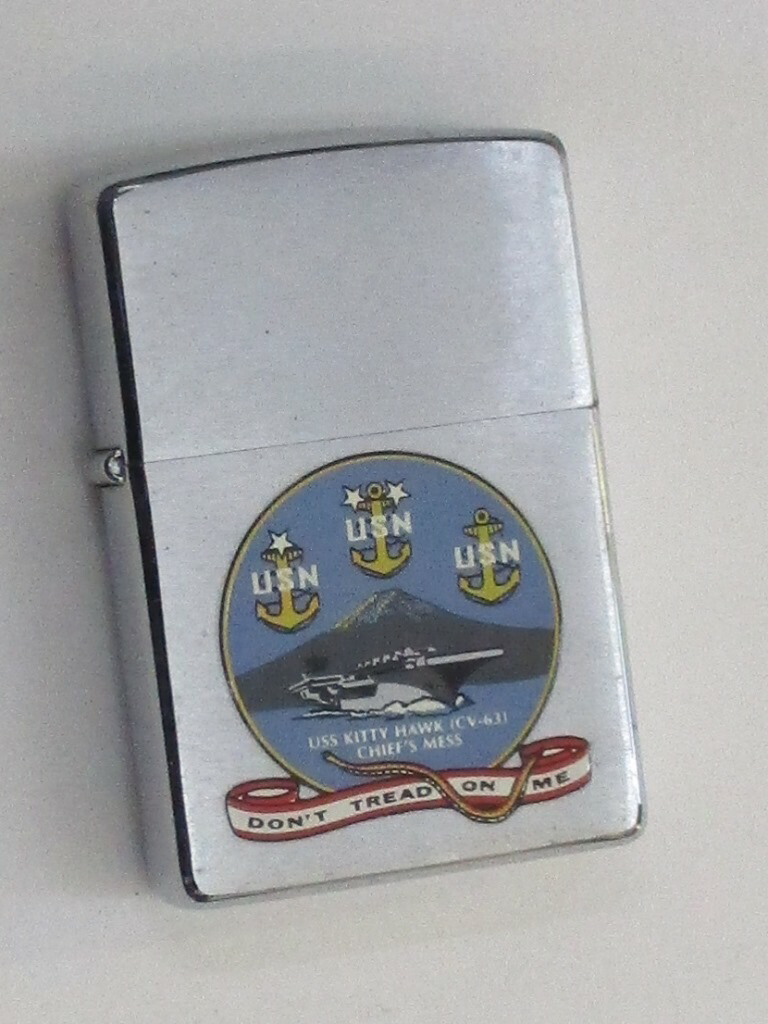 USN
USN
USN
USS KITTY HAWK (CV-63)
CHIEF'S MESS
DON'T TREAD ON ME